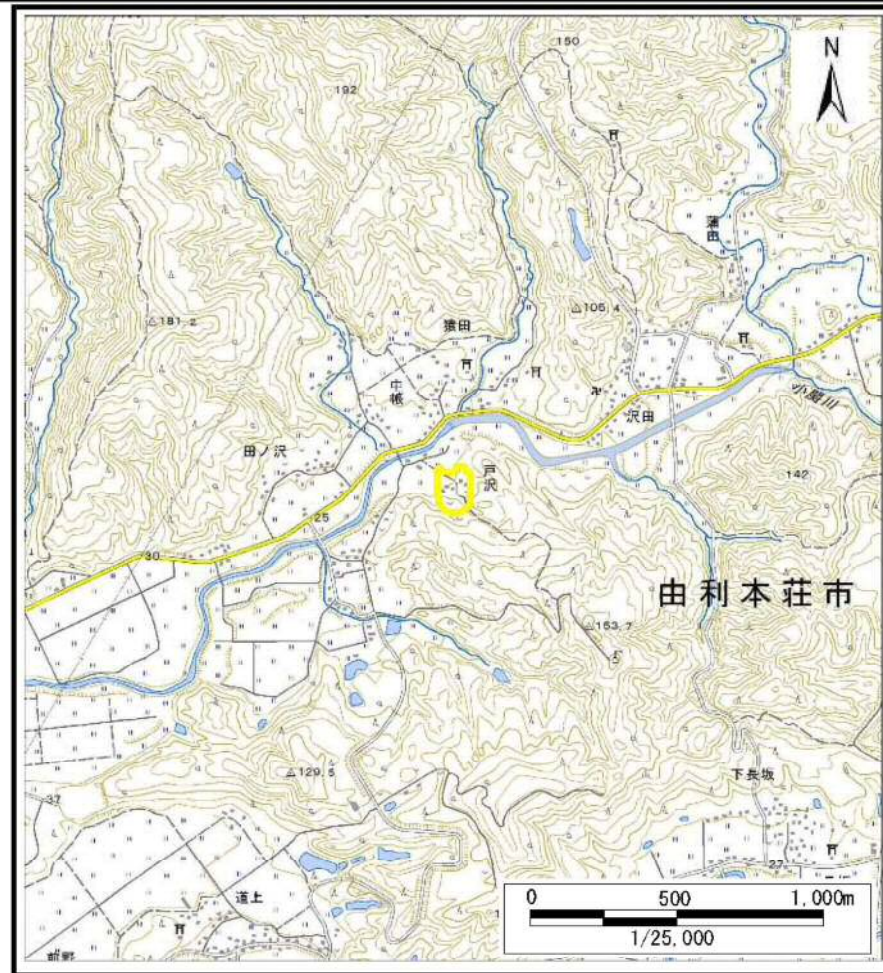 150
N
192
蒲田
181.2
105.4
猿田
中帳
沢田
小関川
田ノ沢
戸沢
142
25
30
由利本荘市
153.7
129.5
下長坂
37
27
道上
前野
0 500 1,000m
1/25,000